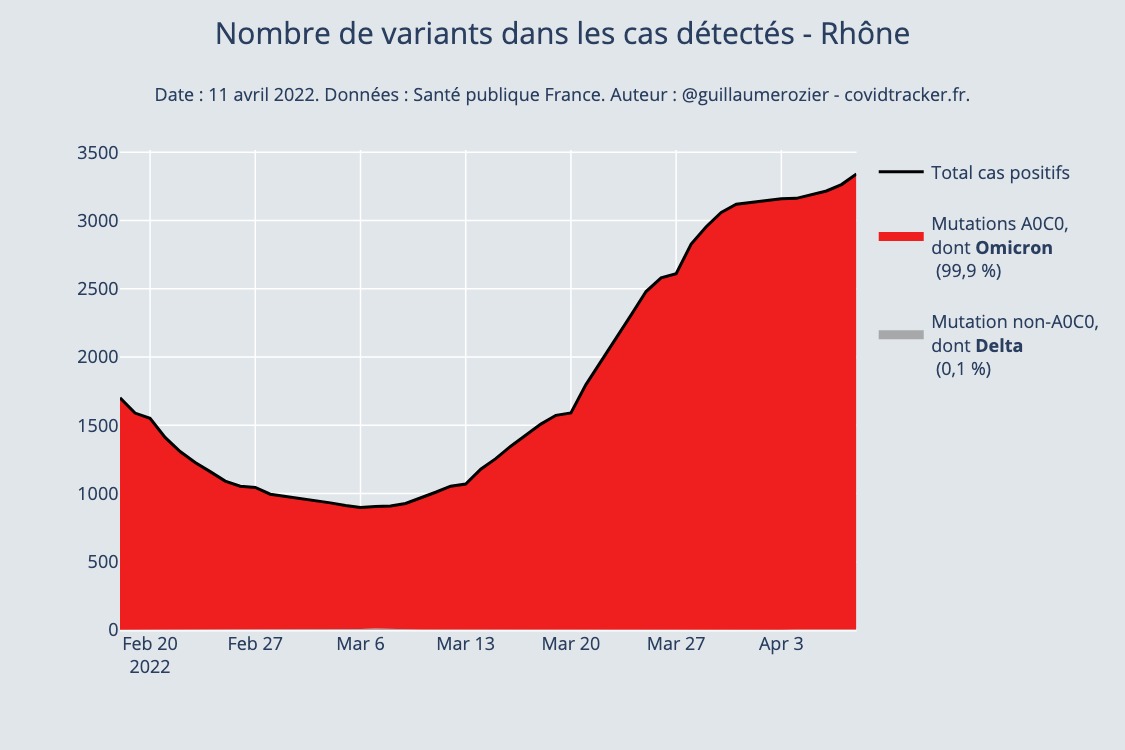 Nombre de variants dans les cas détectés - Rhône
Date : 11 avril 2022. Données : Santé publique France. Auteur : @guillaumerozier - covidtracker.fr.
3500
3000
2500
2000
1500
1000
500
0
Feb 20
2022
Feb 27
Mar 6
Mar 13
Mar 20
Mar 27
Apr 3
Total cas positifs
Mutations A0C0,
dont Omicron
(99,9 %)
Mutation non-A0C0,
dont Delta
(0,1 %)